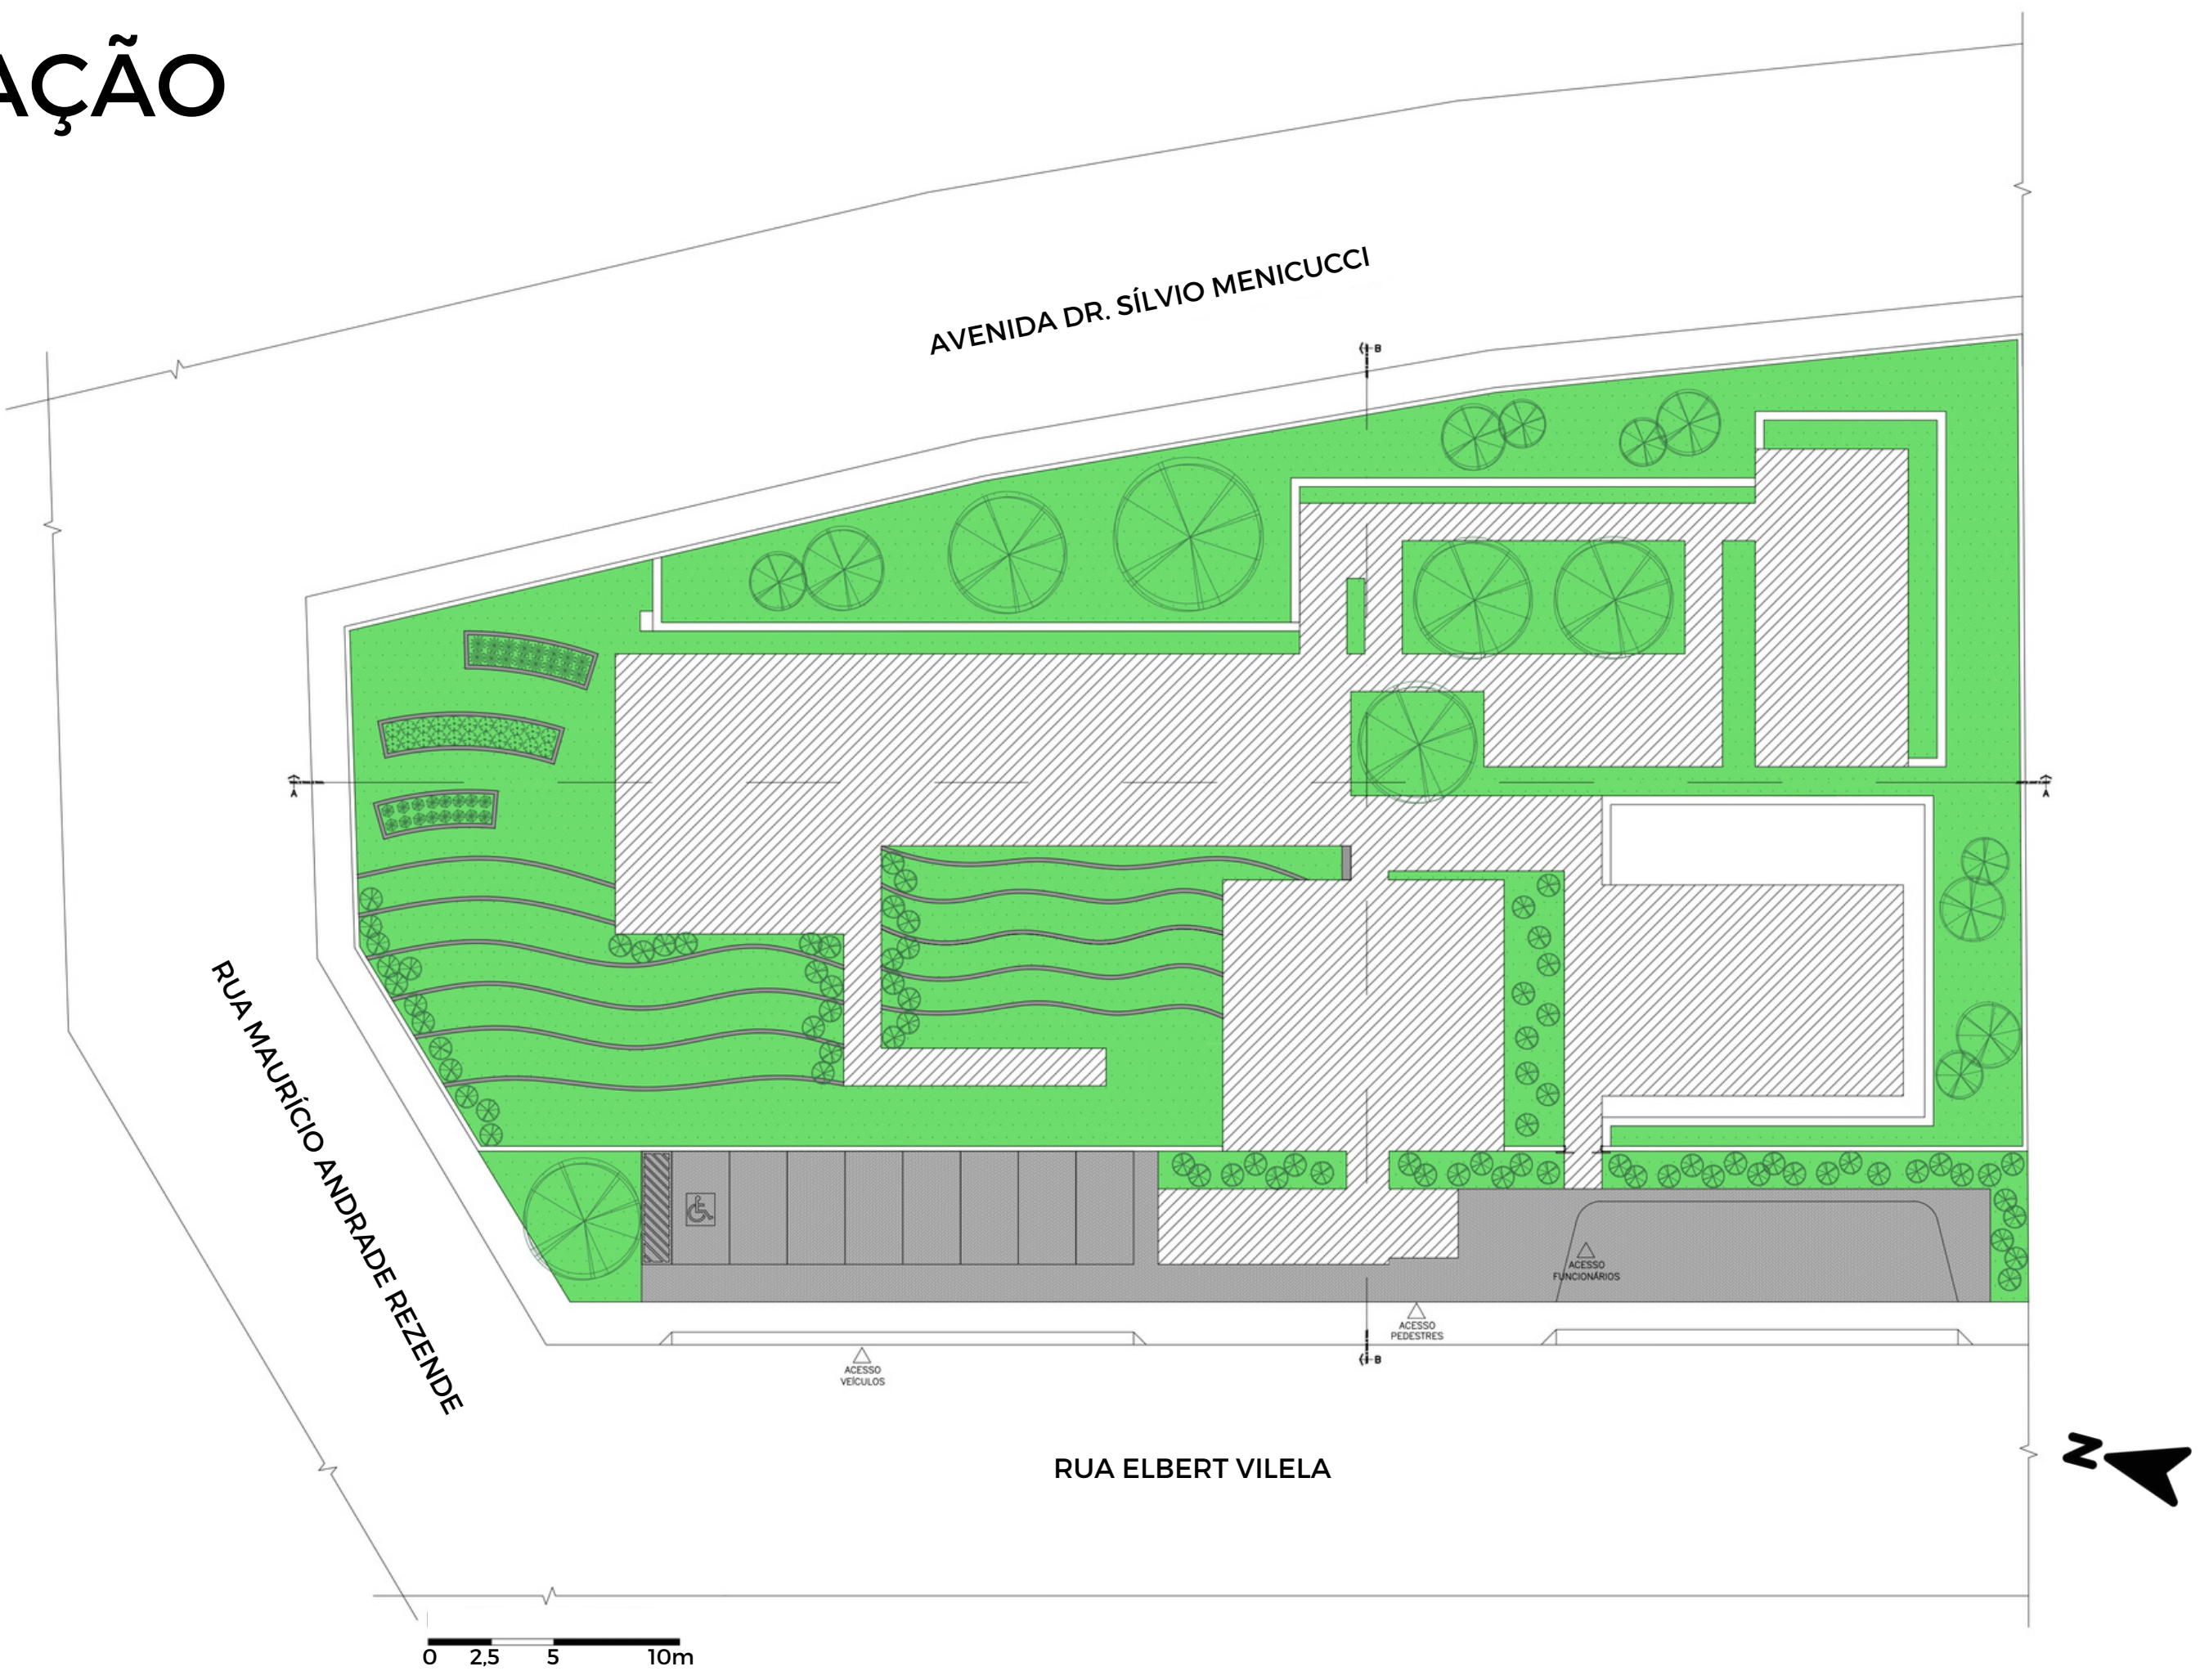 AÇÃO
AVENIDA DR. SÍLVIO MENICUCCI
B
A
A
RUA MAURÍCIO ANDRADE REZENDE
ACESSO
FUNCIONÁRIOS
ACESSO
PEDESTRES
B
ACESSO
VEÍCULOS
RUA ELBERT VILELA
N
0 2,5 5 10m